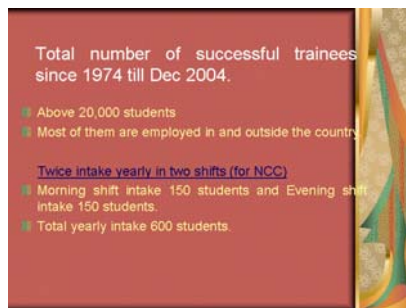 Total number of successful trainees
since 1974 till Dec 2004.
Above 20,000 students
Most of them are employed in and outside the country
Twice intake yearly in two shifts (for NCC)
Morning shift intake 150 students and Evening shift
intake 150 students.
Total yearly intake 600 students.